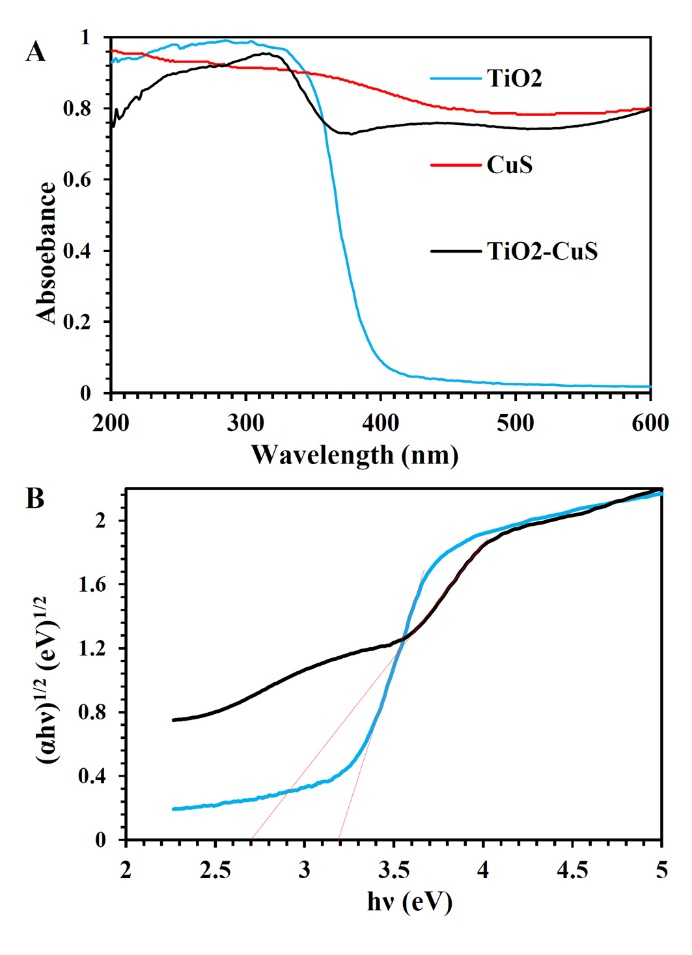 A
1
0.8
0.6
0.4
0.2
0
Absoebance
TiO2
CuS
TiO2-CuS
200 300 400 500 600
Wavelength (nm)
B
2
1.6
1.2
0.8
0.4
0
(αhν)1/2 (eV)1/2
2 2.5 3 3.5 4 4.5 5
hν (eV)